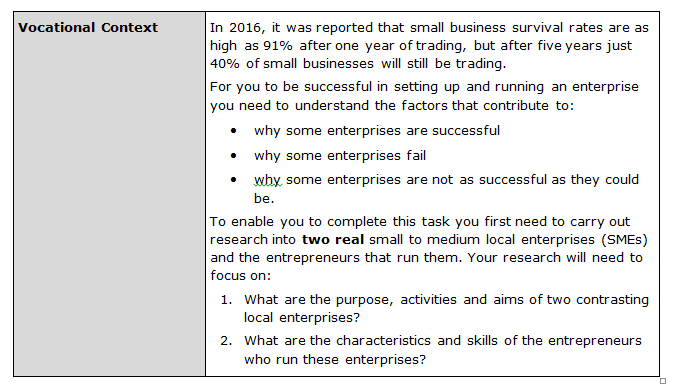 Vocational Context
In 2016, it was reported that small business survival rates are as
high as 91% after one year of trading, but after five years just
40% of small businesses will still be trading.
For you to be successful in setting up and running an enterprise
you need to understand the factors that contribute to:
• why some enterprises are successful
• why some enterprises fail
• why some enterprises are not as successful as they could
be.
To enable you to complete this task you first need to carry out
research into two real small to medium local enterprises (SMEs)
and the entrepreneurs that run them. Your research will need to
focus on:
1. What are the purpose, activities and aims of two contrasting
local enterprises?
2. What are the characteristics and skills of the entrepreneurs
who run these enterprises?